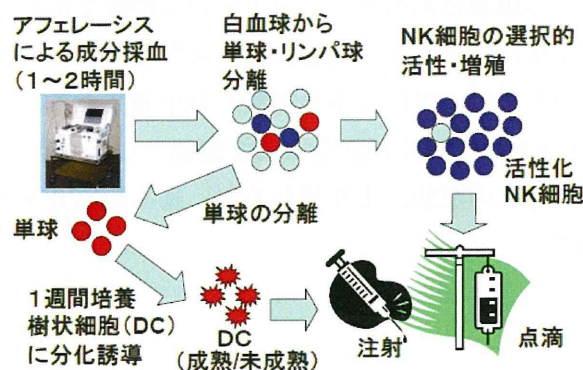 アフェレーシス
による成分採血
(1〜2時間)
白血球から
単球・リンパ球
分離
NK細胞の選択的
活性・増殖
活性化
NK細胞
単球の分離
単球
1週間培養
樹状細胞(DC)
に分化誘導
DC
(成熟/未成熟)
注射
点滴